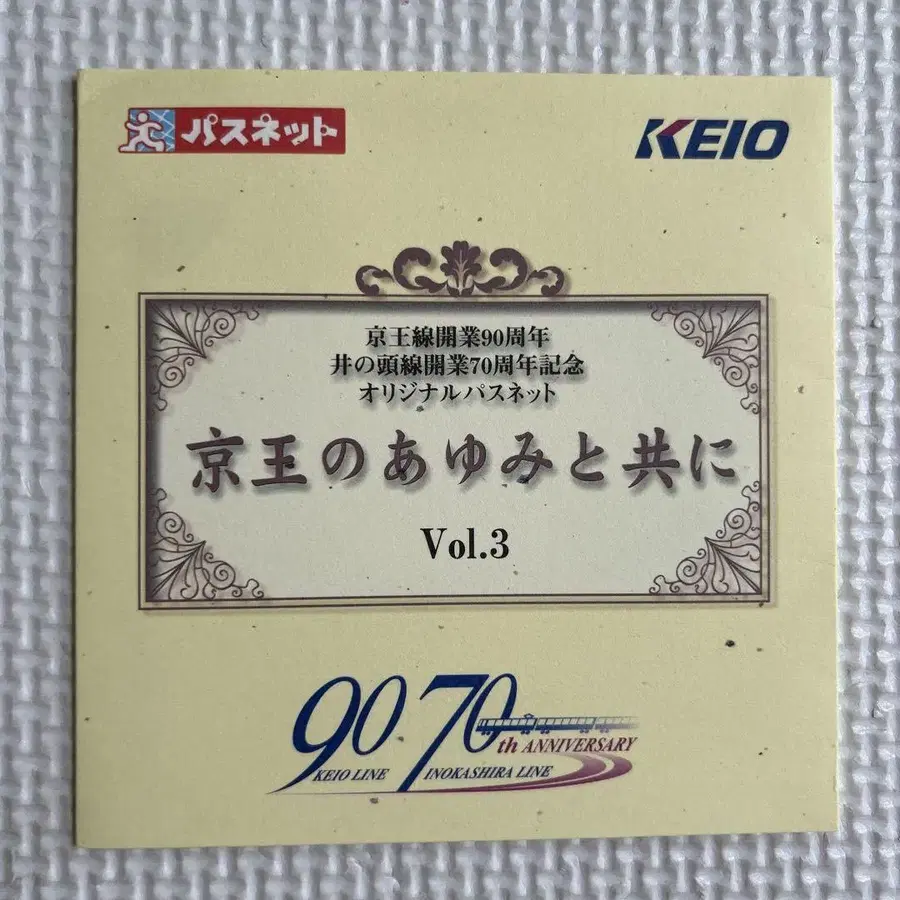 パスネット
KEIO
京王線開業90周年
井の頭線開業70周年記念
オリジナルパスネット
京王のあゆみと共に
Vol.3
90 70
th ANNIVERSARY
KEIO LINE INOKASHIRA LINE